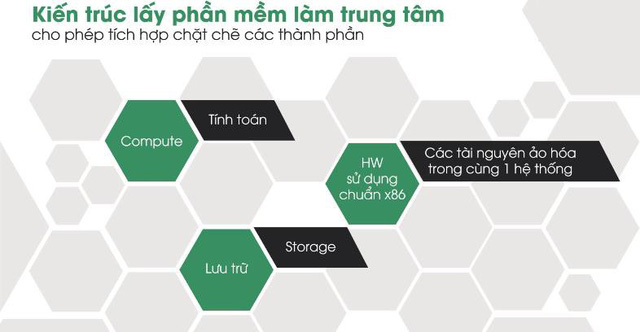 Kiến trúc lấy phần mềm làm trung tâm
cho phép tích hợp chặt chẽ các thành phần
Compute
Tính toán
HW
sử dụng
chuẩn x86
Các tài nguyên ảo hóa
trong cùng 1 hệ thống
Lưu trữ
Storage